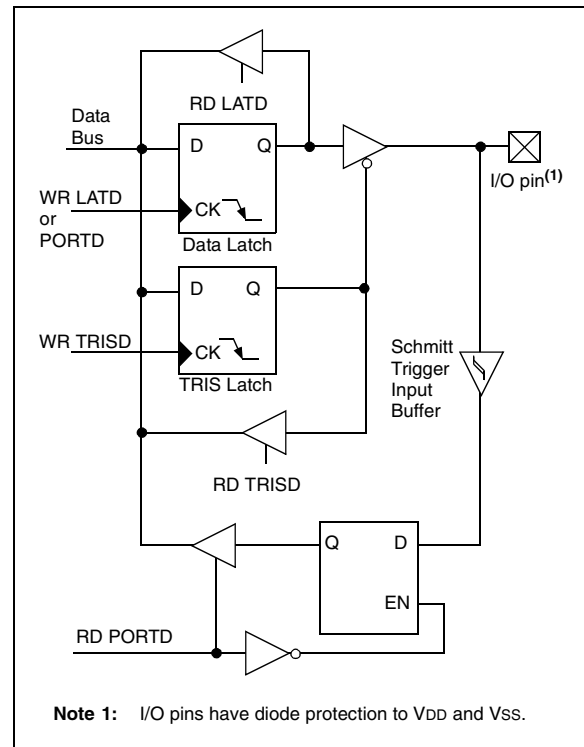 RD LATD
Data
Bus
D Q
WR LATD
or
PORTD
CK
Data Latch
I/O pin(1)
D Q
WR TRISD
CK
TRIS Latch
Schmitt
Trigger
Input
Buffer
RD TRISD
Q D
EN
RD PORTD
Note 1: I/O pins have diode protection to VDD and VSS.